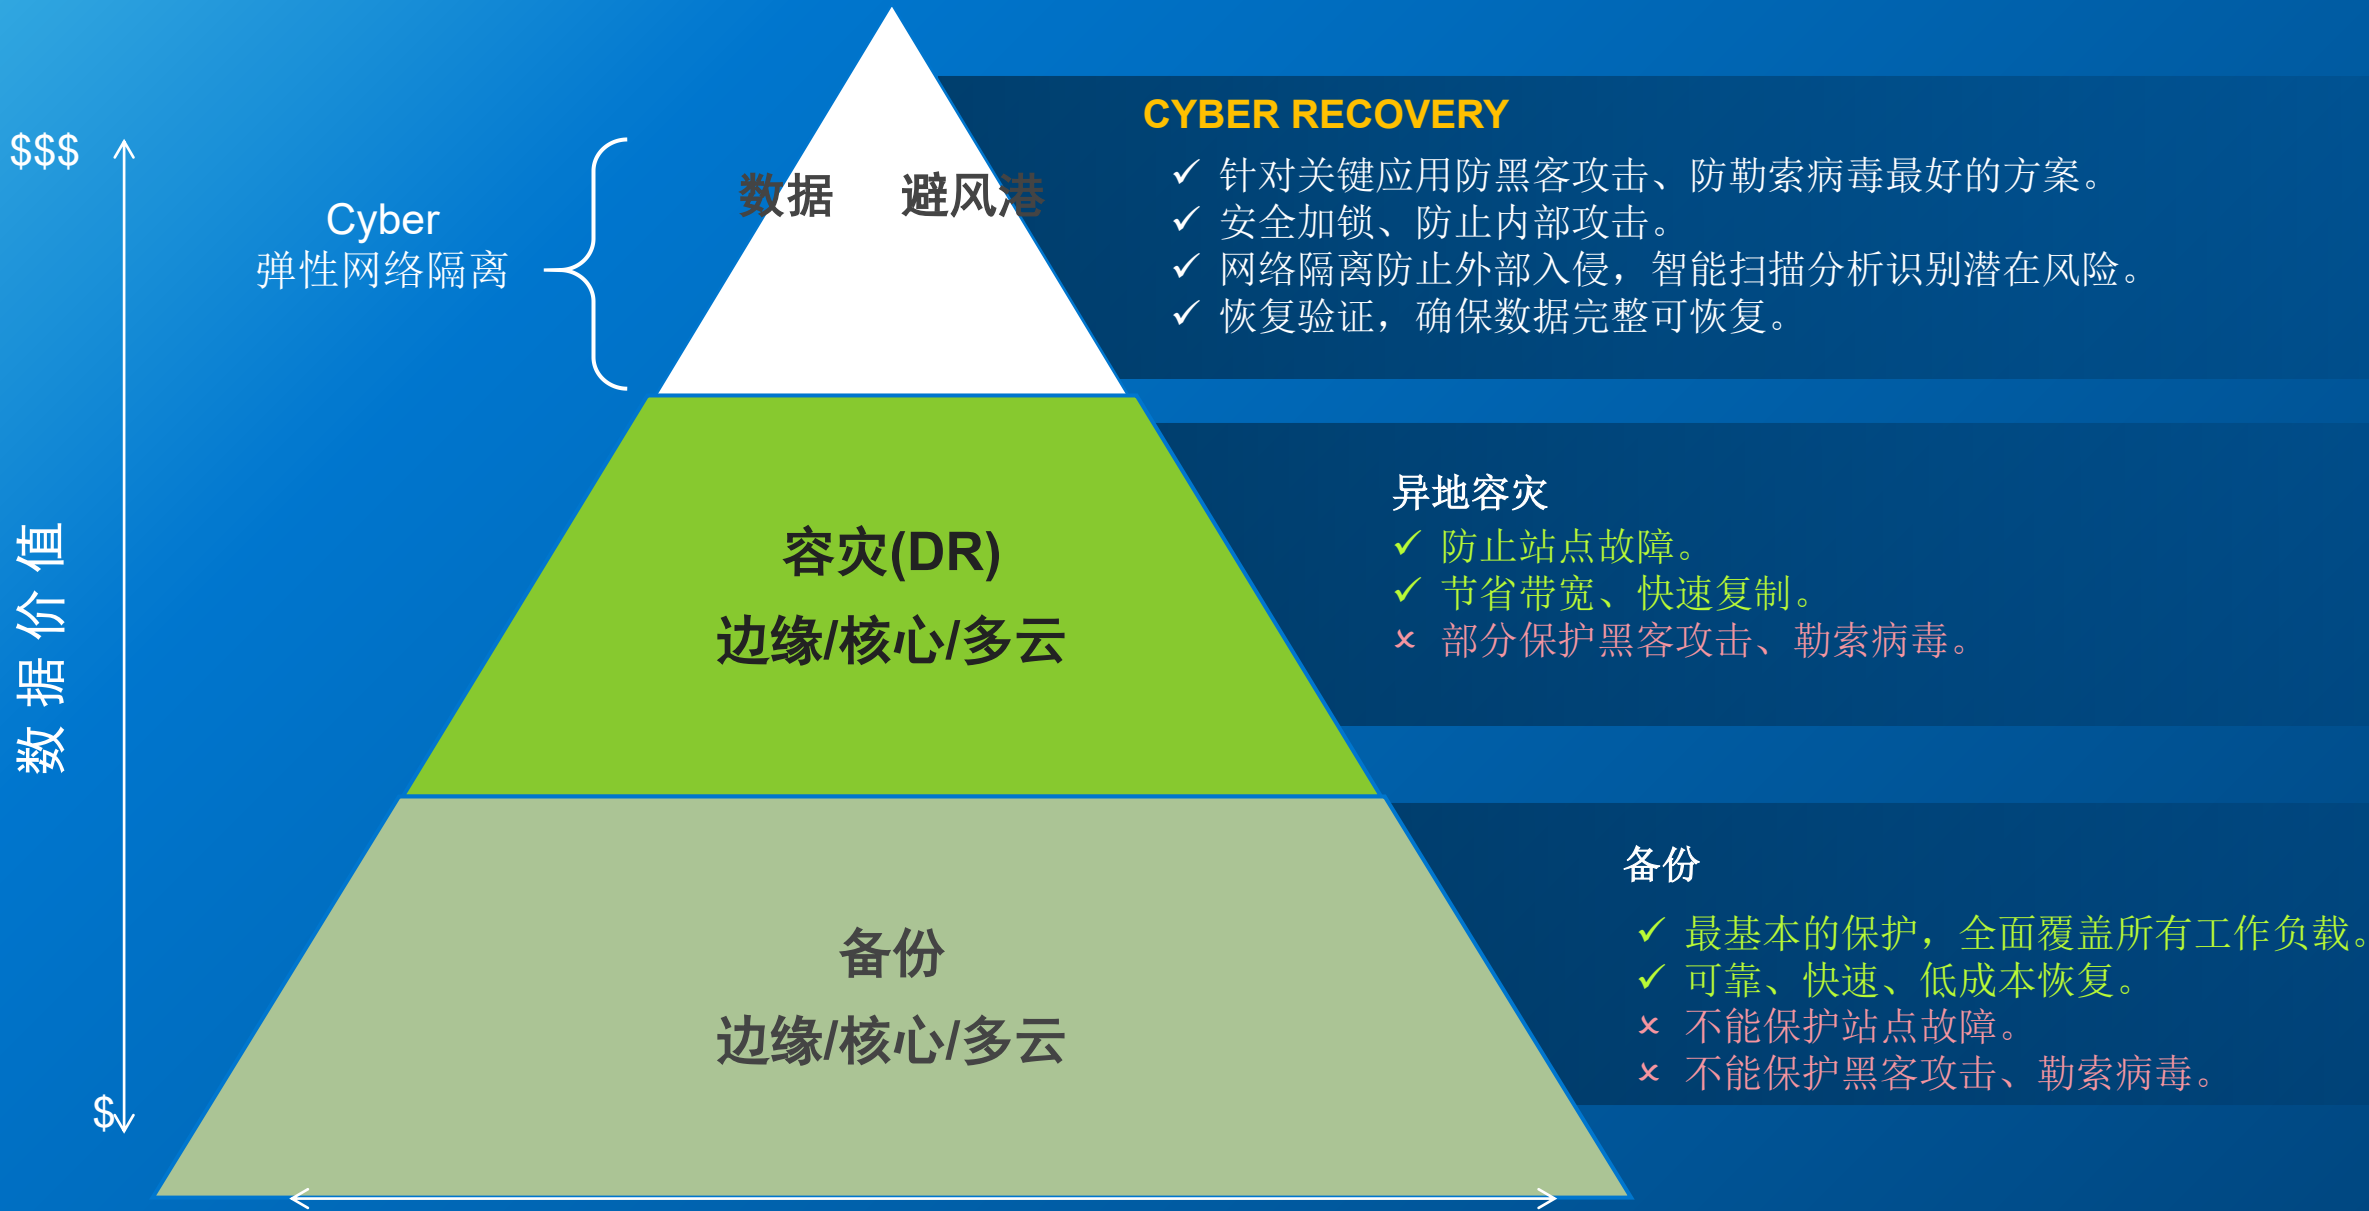 $$$
数据价值
$
Cyber
弹性网络隔离
数据 避风港
容灾(DR)
边缘/核心/多云
备份
边缘/核心/多云
CYBER RECOVERY
✓ 针对关键应用防黑客攻击、防勒索病毒最好的方案。
✓ 安全加锁、防止内部攻击。
✓ 网络隔离防止外部入侵，智能扫描分析识别潜在风险。
✓ 恢复验证，确保数据完整可恢复。
异地容灾
✓ 防止站点故障。
✓ 节省带宽、快速复制。
× 部分保护黑客攻击、勒索病毒。
备份
✓ 最基本的保护，全面覆盖所有工作负载。
✓ 可靠、快速、低成本恢复。
× 不能保护站点故障。
× 不能保护黑客攻击、勒索病毒。